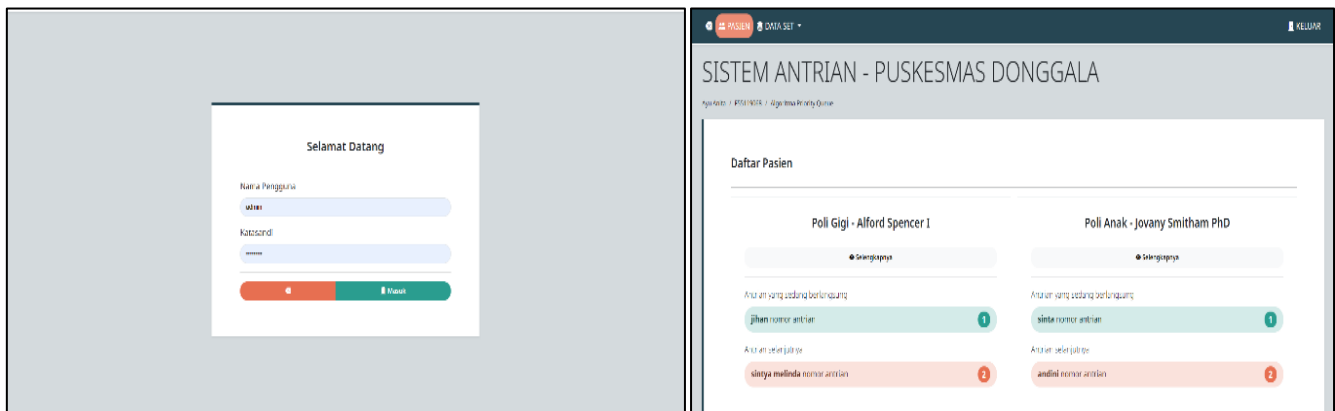 Selamat Datang
Nama Pengguna
admin
Katasandi
Masuk
PASIEN DATA SET KELUAR
SISTEM ANTRIAN - PUSKESMAS DONGGALA
Algoritma Priority Queue
Daftar Pasien
Poli Gigi - Alford Spencer I
Selengkapnya
Antrian yang sedang berlangsung
jihan nomor antrian 1
Antrian selanjutnya
sintya melinda nomor antrian 2
Poli Anak - Jovany Smitham PhD
Selengkapnya
Antrian yang sedang berlangsung
sinta nomor antrian 1
Antrian selanjutnya
andini nomor antrian 2